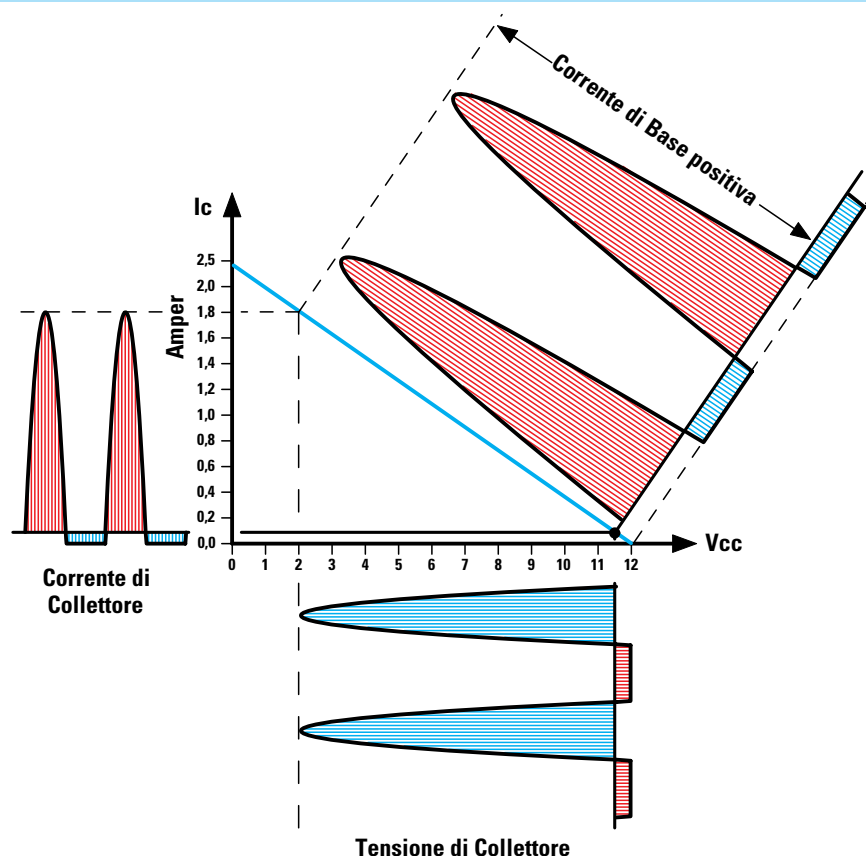 Corrente di Base positiva
Ic
Amper
2,5
2,0
1,8
1,6
1,4
1,2
1,0
0,8
0,6
0,4
0,2
0,0
0 1 2 3 4 5 6 7 8 9 10 11 12
Vcc
Corrente di
Collettore
Tensione di Collettore